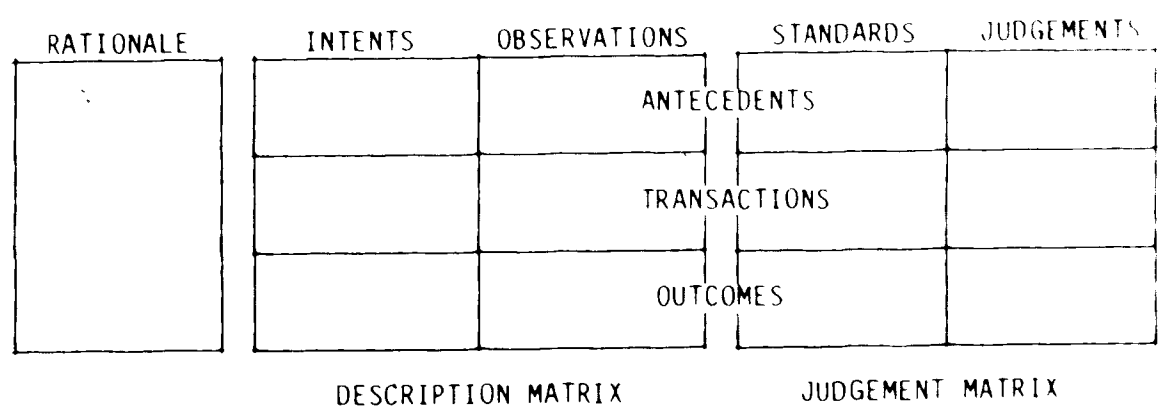 RATIONALE INTENTS OBSERVATIONS STANDARDS JUDGEMENTS
ANTECEDENTS
TRANSACTIONS
OUTCOMES
DESCRIPTION MATRIX JUDGEMENT MATRIX